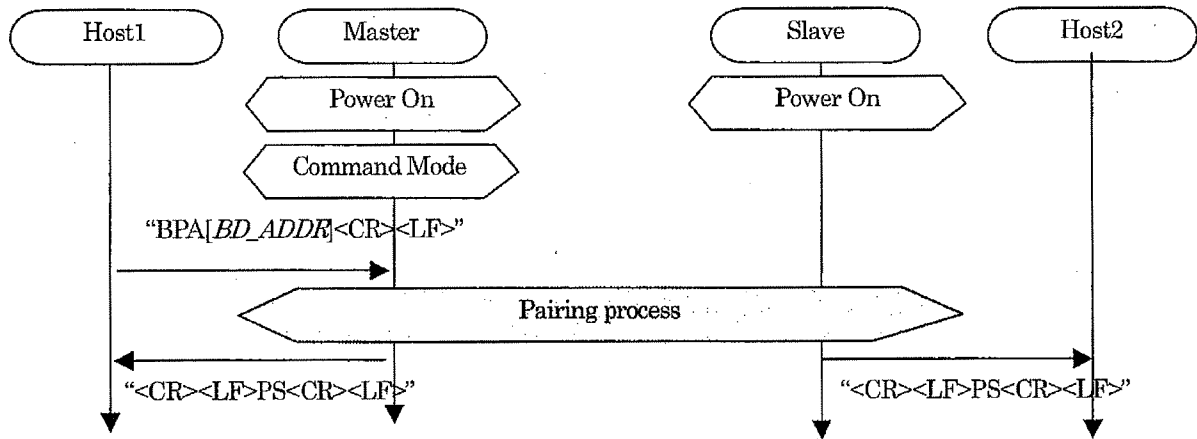 Host1 Master Slave Host2
Power On Power On
Command Mode
“BPA[BD_ADDR]<CR><LF>”
Pairing process
“<CR><LF>PS<CR><LF>” “<CR><LF>PS<CR><LF>”